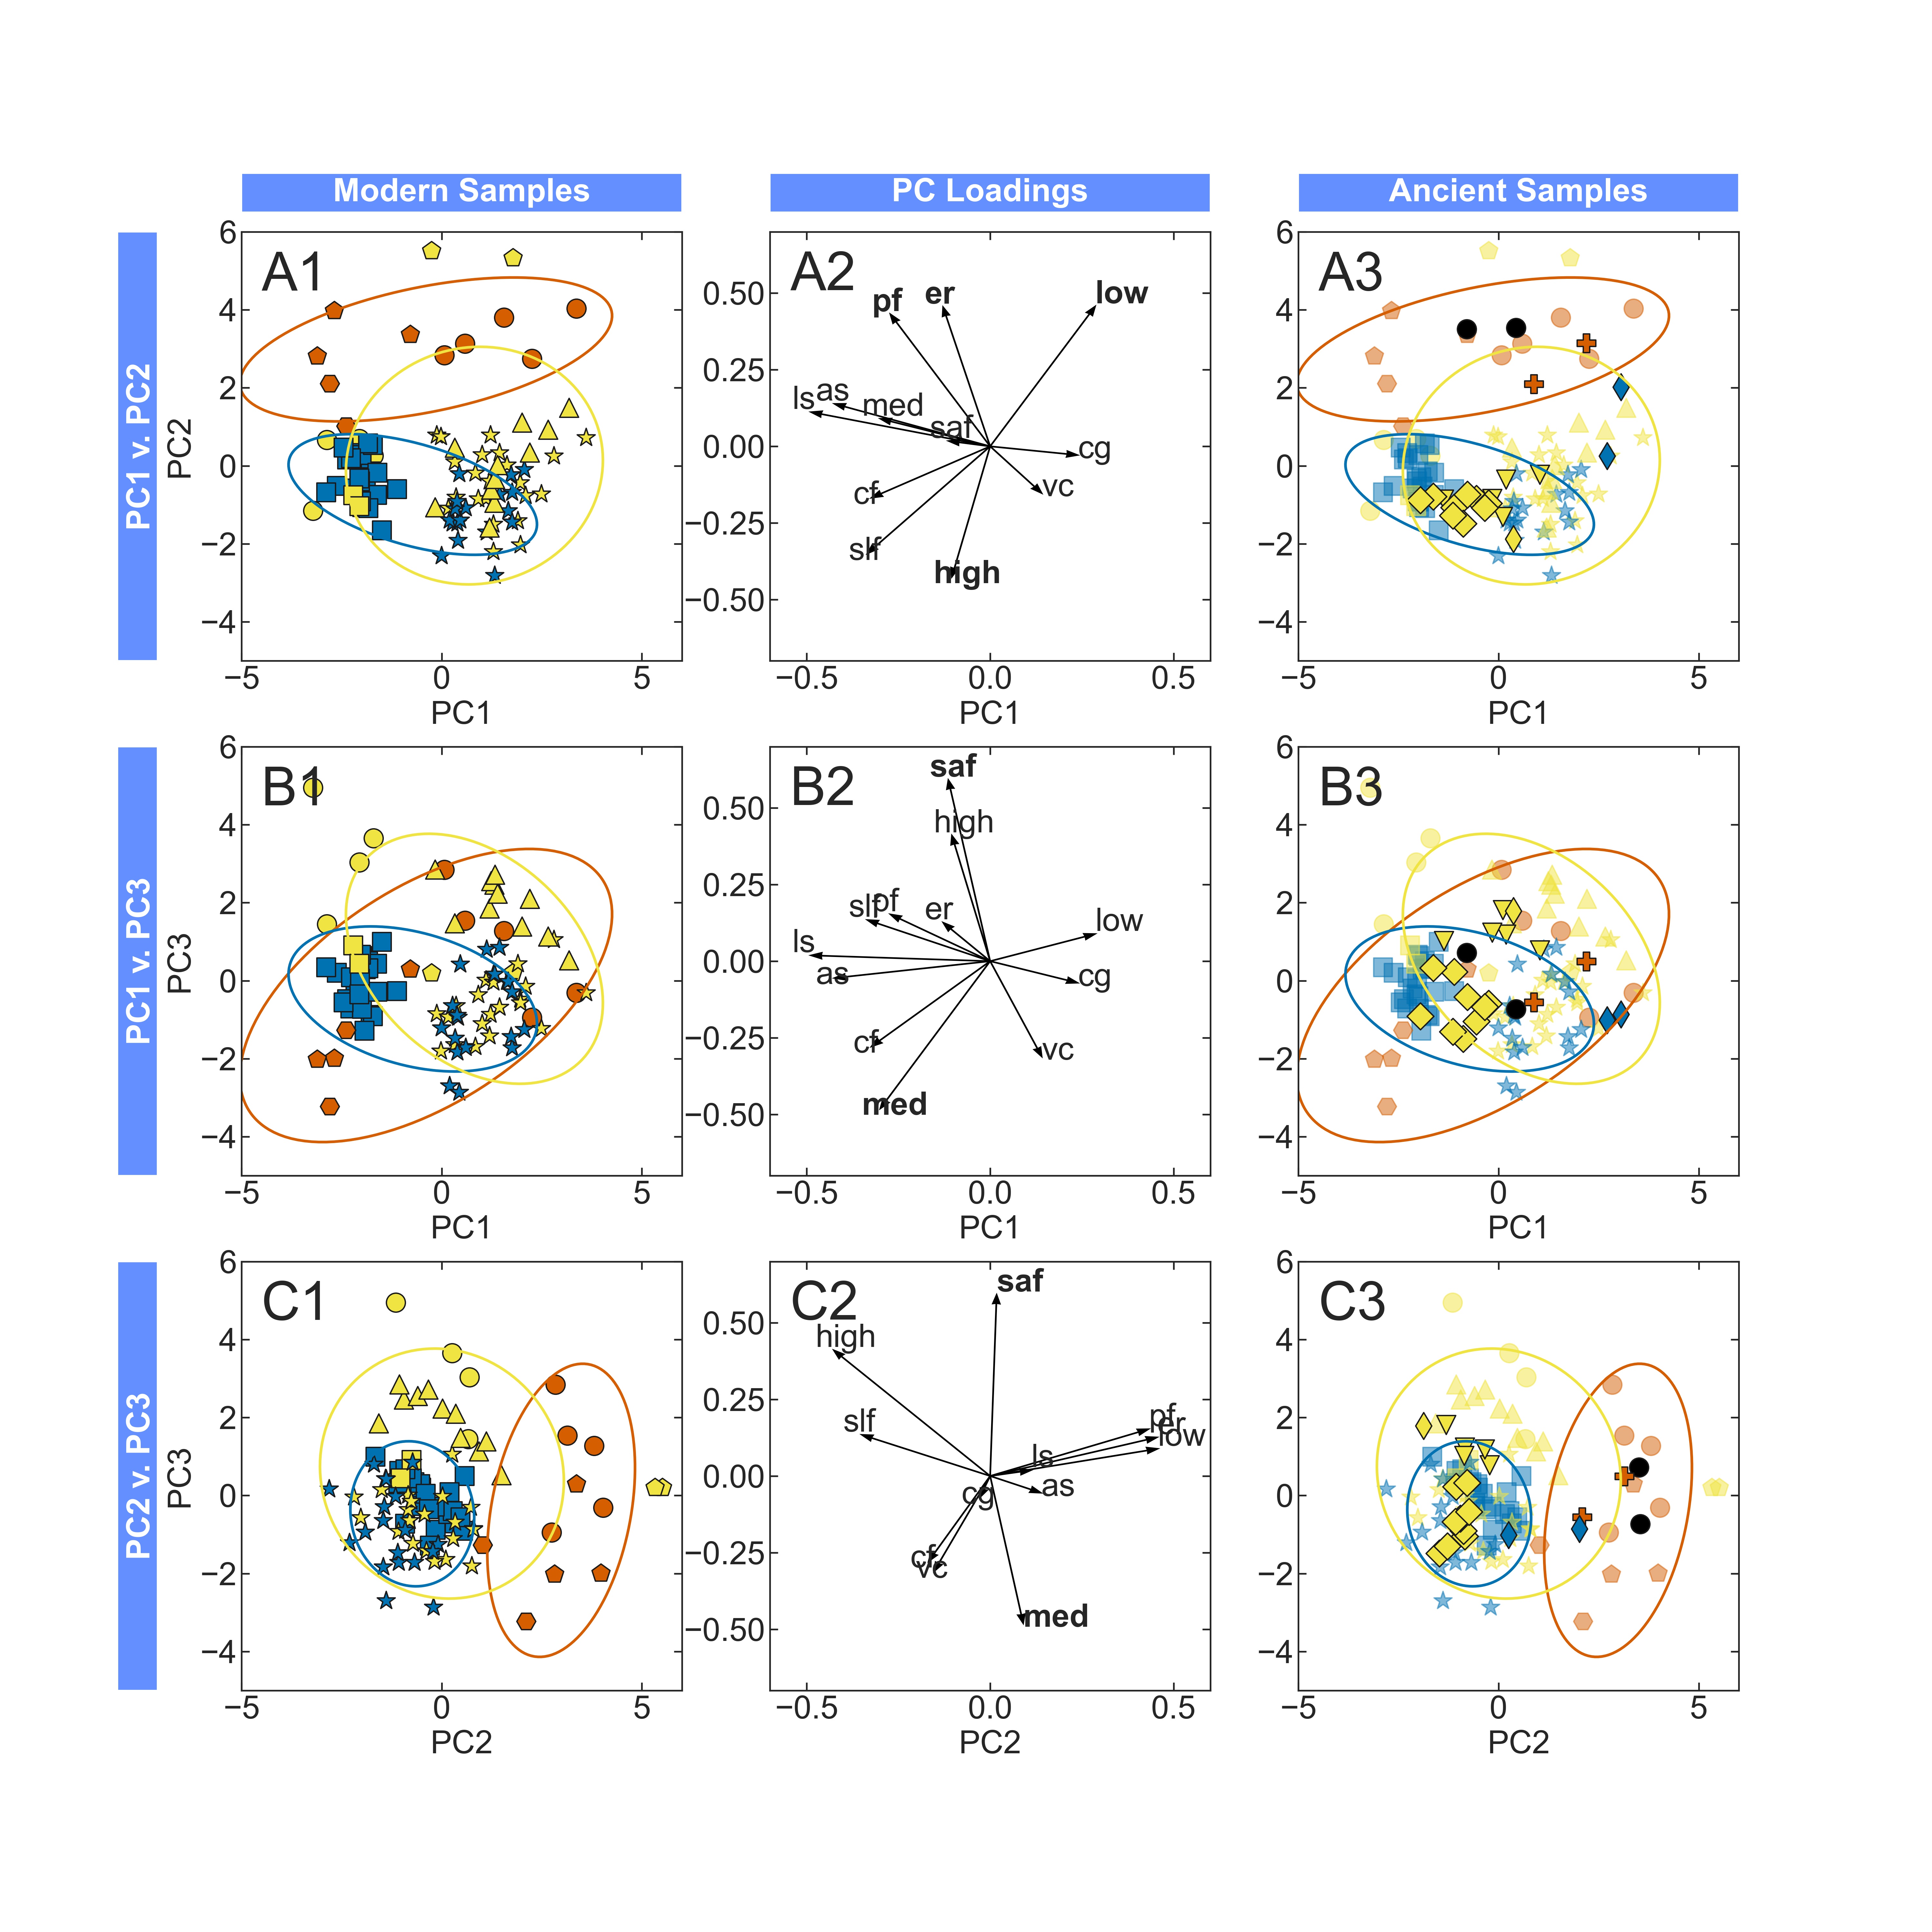 Modern Samples PC Loadings Ancient Samples
PC1 v. PC2
A1
PC2
6
4
2
0
−2
−4
−5 0 5
PC1
A2
0.50
0.25
0.00
−0.25
−0.50
pf er low
ls as med
saf
cg
cf vc
slf
high
−0.5 0.0 0.5
PC1
A3
6
4
2
0
−2
−4
−5 0 5
PC1
PC1 v. PC3
B1
PC3
6
4
2
0
−2
−4
−5 0 5
PC1
B2
0.50
0.25
0.00
−0.25
−0.50
saf
high
slf pf er low
ls
as cg
cf vc
med
−0.5 0.0 0.5
PC1
B3
6
4
2
0
−2
−4
−5 0 5
PC1
PC2 v. PC3
C1
PC3
6
4
2
0
−2
−4
−5 0 5
PC2
C2
0.50
0.25
0.00
−0.25
−0.50
saf
high
slf pf
er
low
ls
cg as
cf
vc
med
−0.5 0.0 0.5
PC2
C3
6
4
2
0
−2
−4
−5 0 5
PC2